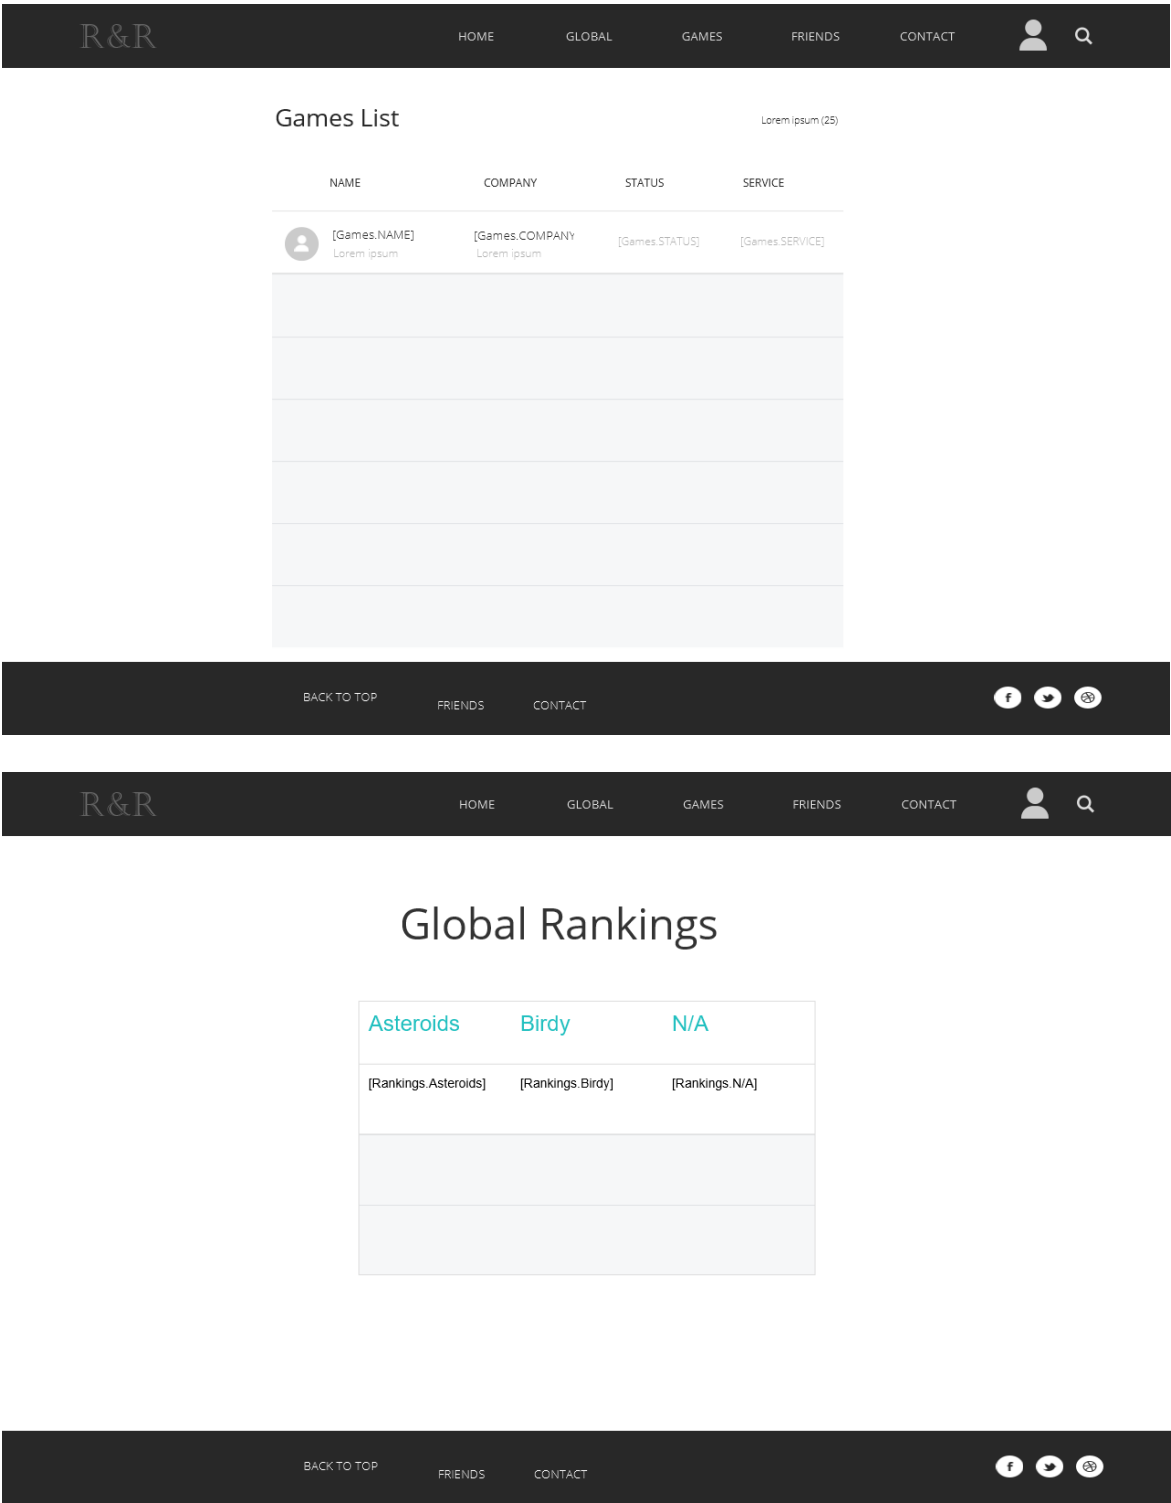 R&R HOME GLOBAL GAMES FRIENDS CONTACT
Games List Lorem ipsum (25)
NAME COMPANY STATUS SERVICE
[Games.NAME] [Games.COMPANY [Games.STATUS] [Games.SERVICE]
Lorem ipsum Lorem ipsum
BACK TO TOP FRIENDS CONTACT
R&R HOME GLOBAL GAMES FRIENDS CONTACT
Global Rankings
Asteroids Birdy N/A
[Rankings.Asteroids] [Rankings.Birdy] [Rankings.N/A]
BACK TO TOP FRIENDS CONTACT